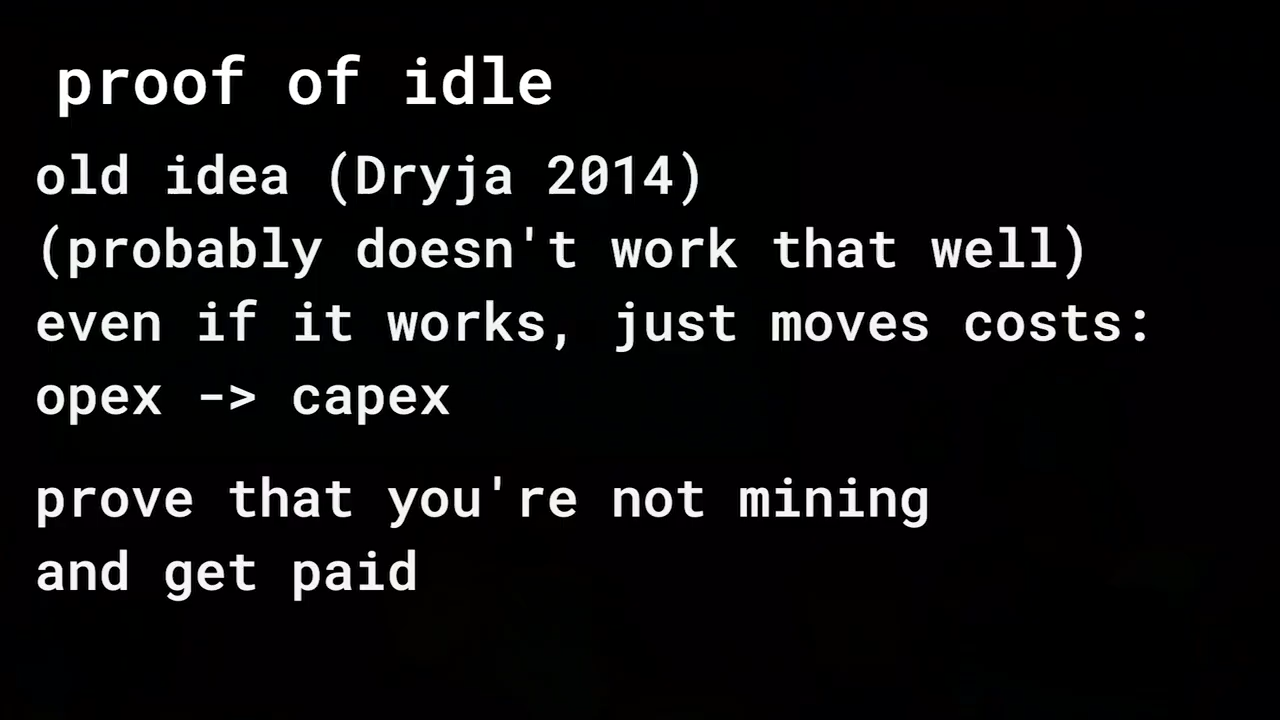 proof of idle
old idea (Dryja 2014)
(probably doesn't work that well)
even if it works, just moves costs:
opex -> capex
prove that you're not mining
and get paid